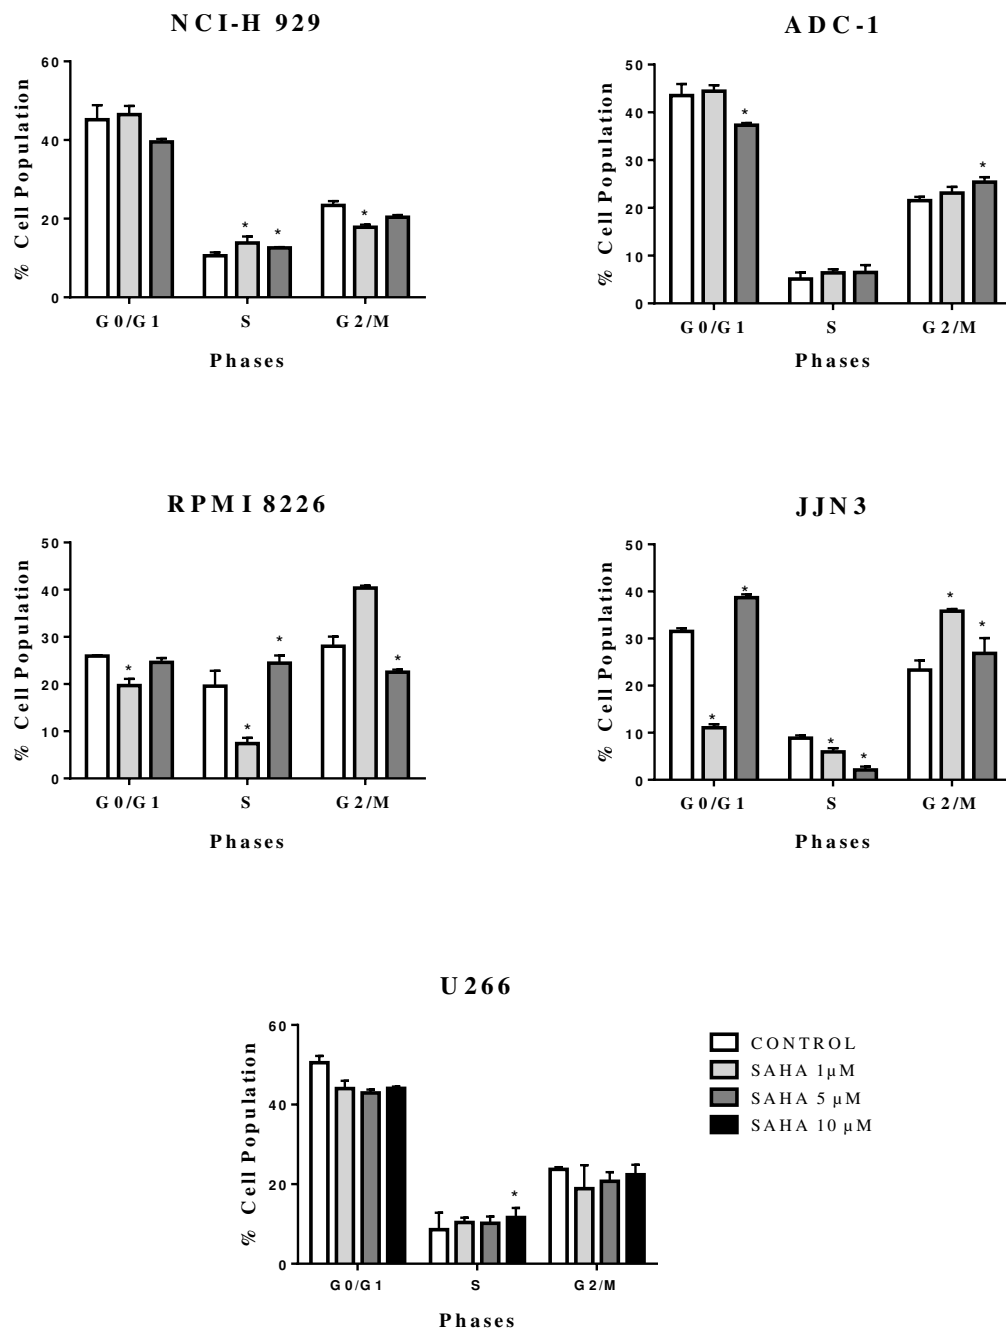 NCI-H 929
% Cell Population
60
40
20
0
G0/G1 S G2/M
Phases
ADC-1
% Cell Population
50
40
30
20
10
0
* *
G0/G1 S G2/M
Phases
* * *
RPMI 8226
% Cell Population
50
40
30
20
10
0
* * * *
G0/G1 S G2/M
Phases
JJN3
% Cell Population
50
40
30
20
10
0
* * * * * *
G0/G1 S G2/M
Phases
U266
% Cell Population
60
40
20
0
*
G0/G1 S G2/M
Phases
CONTROL
SAHA 1µM
SAHA 5 µM
SAHA 10 µM